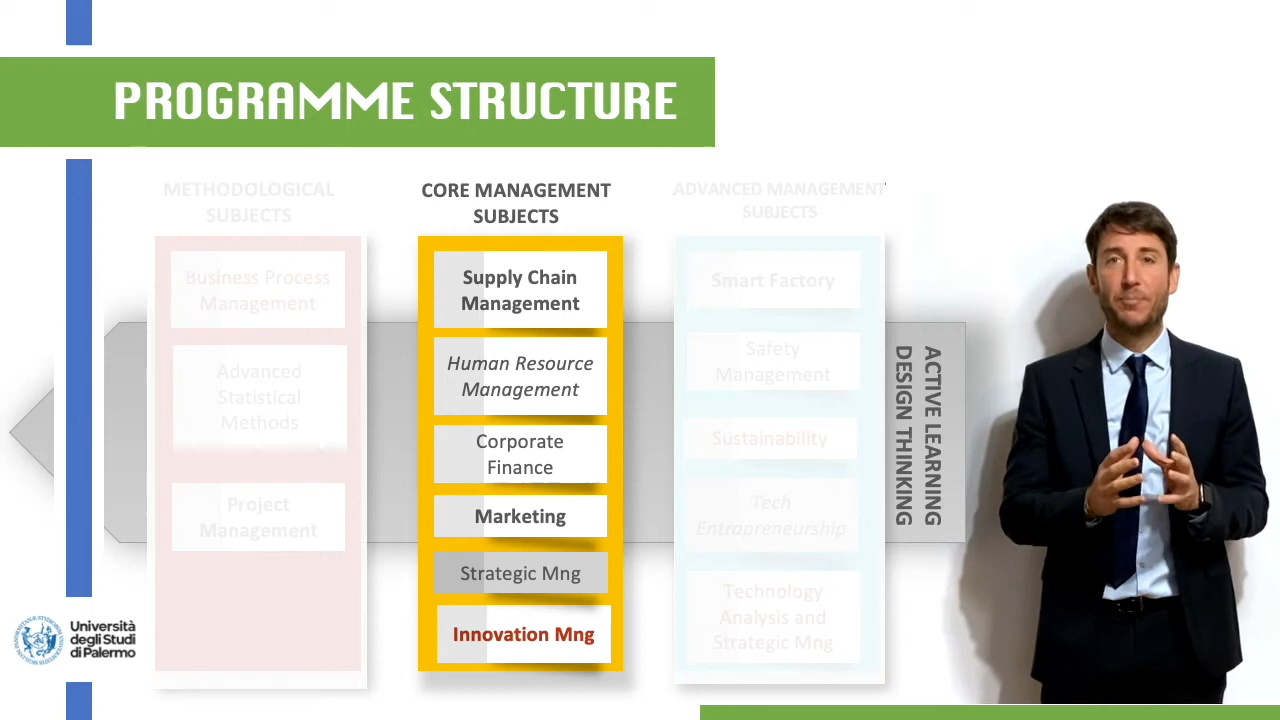 PROGRAMME STRUCTURE
METHODOLOGICAL
SUBJECTS
Business Process
Management
Advanced
Statistical
Methods
Project
Management
CORE MANAGEMENT
SUBJECTS
Supply Chain
Management
Human Resource
Management
Corporate
Finance
Marketing
Strategic Mng
Innovation Mng
ADVANCED MANAGEMENT
SUBJECTS
Smart Factory
Safety
Management
Sustainability
Tech
Entrepreneurship
Technology
Analysis and
Strategic Mng
ACTIVE LEARNING
DESIGN THINKING
Università
degli Studi
di Palermo